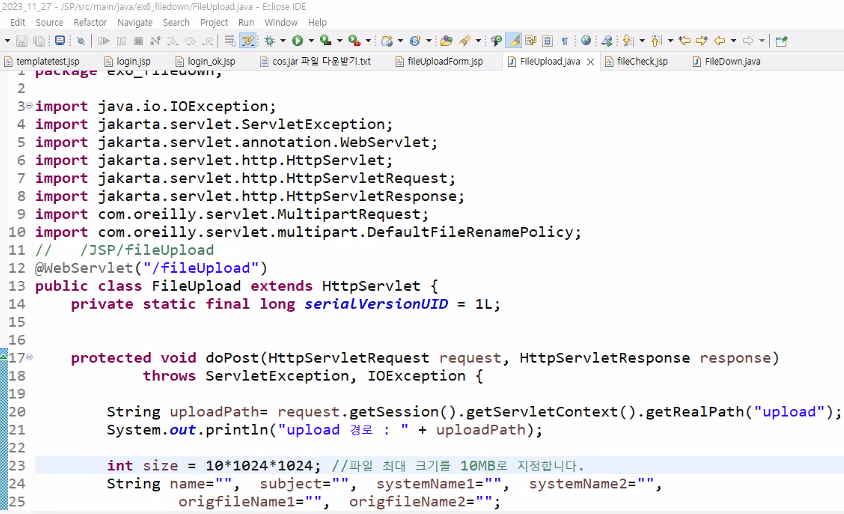 2023_11_27 - JSP/src/main/java/ex6_filedown/FileUpload.java - Eclipse IDE
Edit Source Refactor Navigate Search Project Run Window Help
templatetest.jsp login.jsp login_ok.jsp cos.jar 파일 다운받기.txt fileUploadForm.jsp FileUpload.java fileCheck.jsp FileDown.java
1 package ex6_filedown;
2
3 import java.io.IOException;
4 import jakarta.servlet.ServletException;
5 import jakarta.servlet.annotation.WebServlet;
6 import jakarta.servlet.http.HttpServlet;
7 import jakarta.servlet.http.HttpServletRequest;
8 import jakarta.servlet.http.HttpServletResponse;
9 import com.oreilly.servlet.MultipartRequest;
10 import com.oreilly.servlet.multipart.DefaultFileRenamePolicy;
11 // /JSP/fileUpload
12 @WebServlet("/fileUpload")
13 public class FileUpload extends HttpServlet {
14 private static final long serialVersionUID = 1L;
15
16
17 protected void doPost(HttpServletRequest request, HttpServletResponse response)
18 throws ServletException, IOException {
19
20 String uploadPath= request.getSession().getServletContext().getRealPath("upload");
21 System.out.println("upload 경로 : " + uploadPath);
22
23 int size = 10*1024*1024; //파일 최대 크기를 10MB로 지정합니다.
24 String name="", subject="", systemName1="", systemName2="",
25 origfileName1="", origfileName2="";